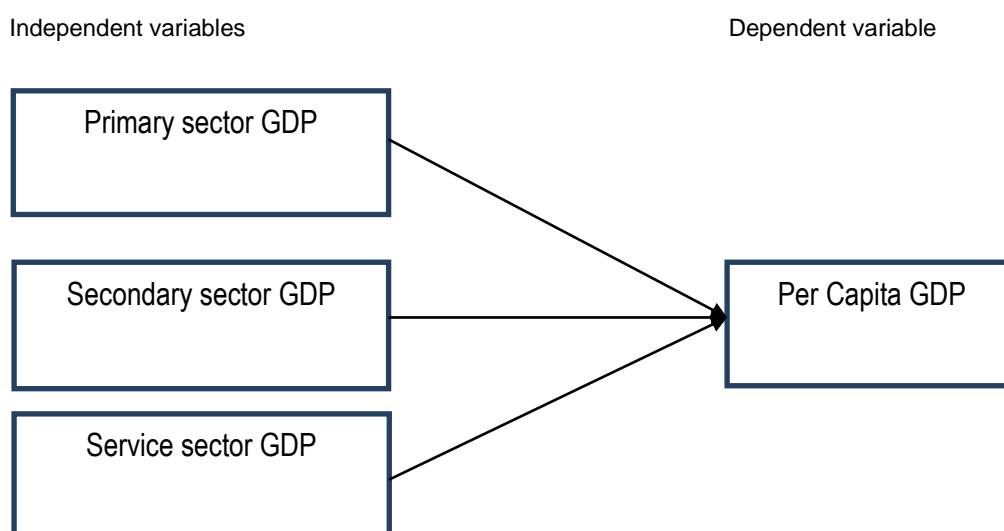 Independent variables
Dependent variable
Primary sector GDP
Secondary sector GDP
Per Capita GDP
Service sector GDP